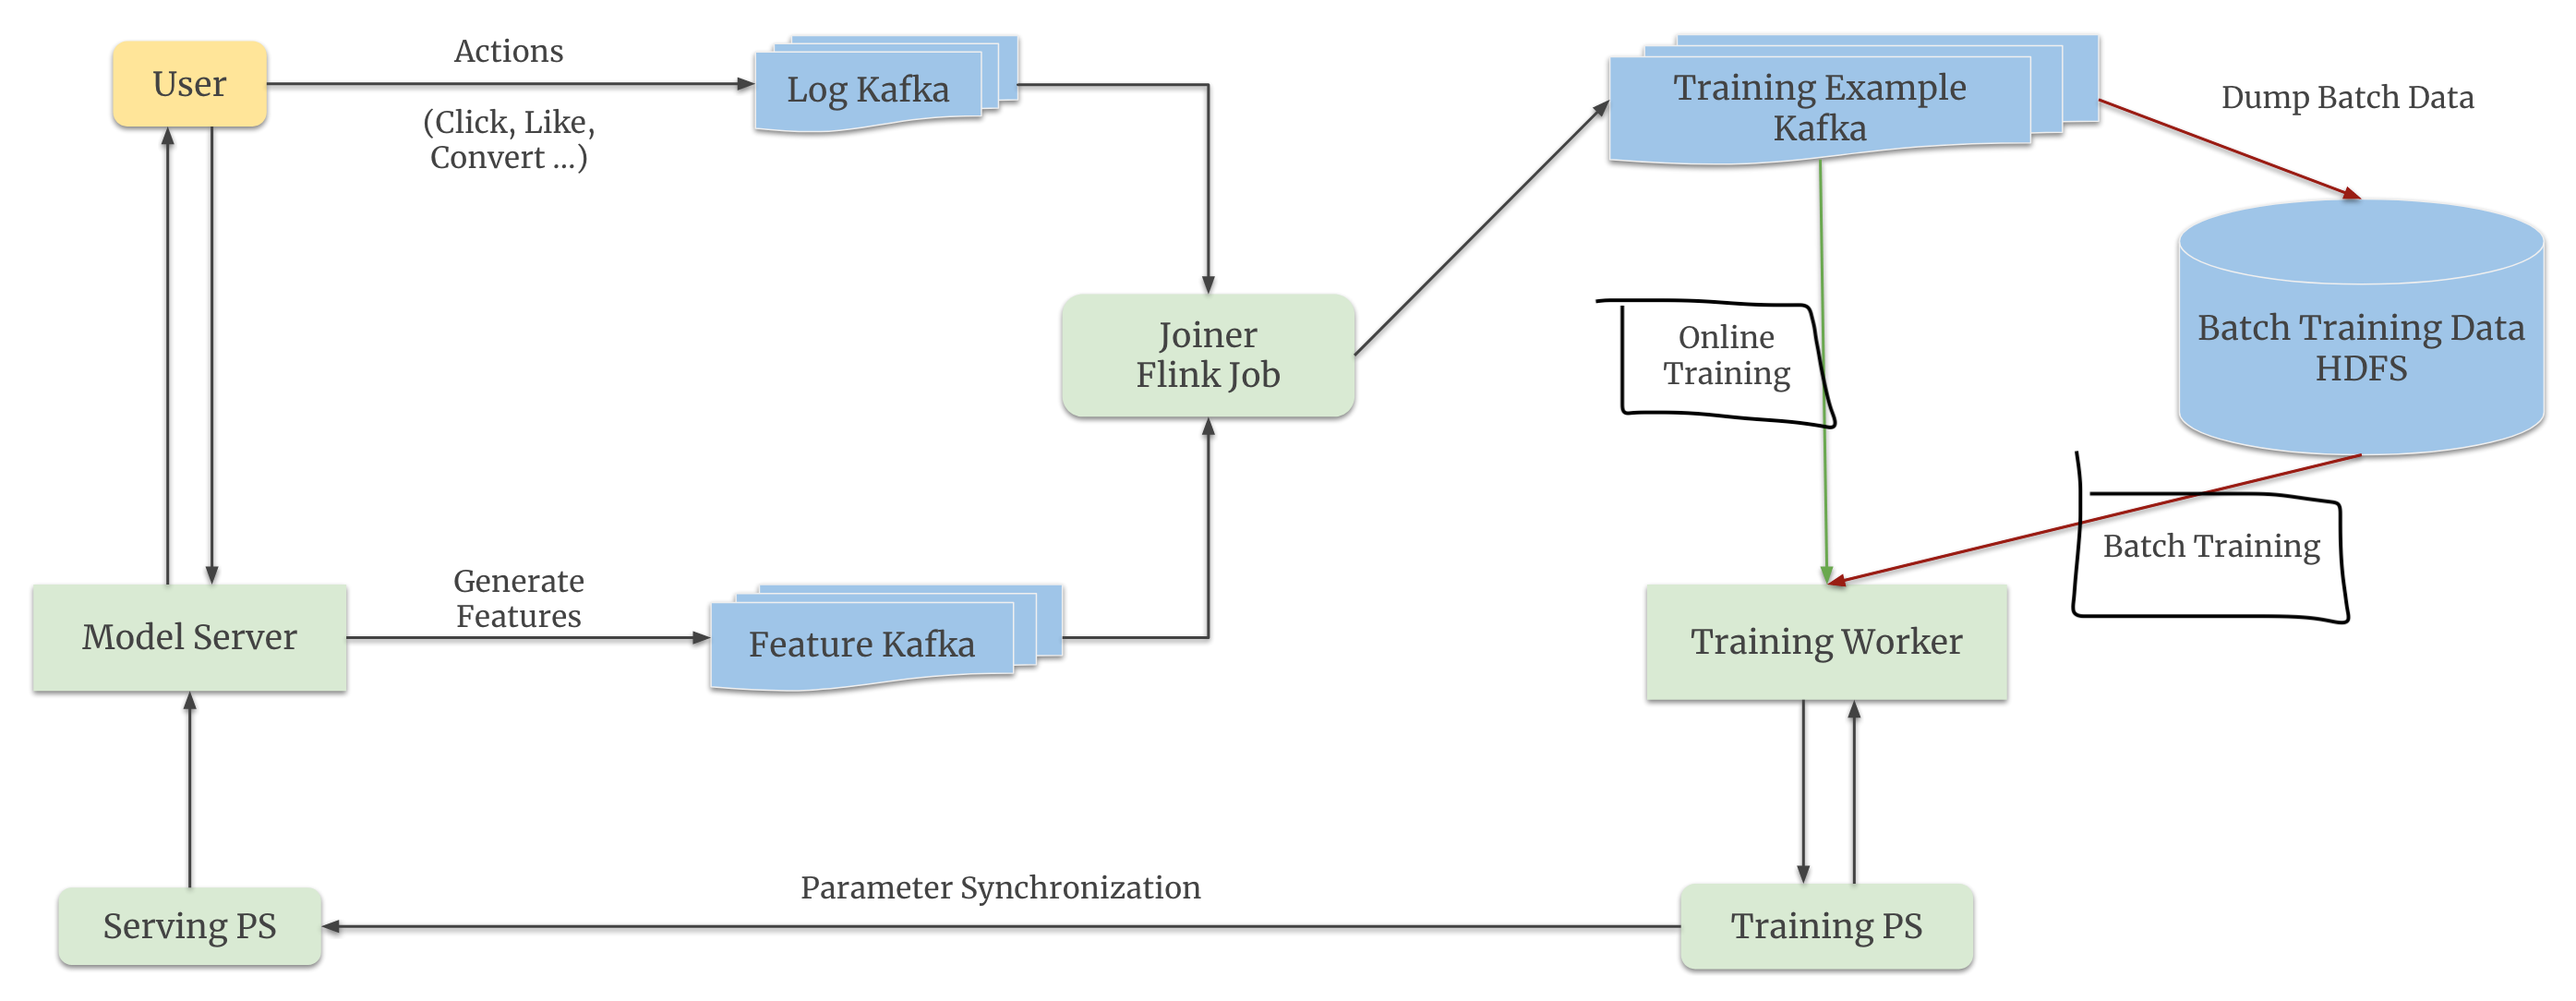 User
Actions
(Click, Like,
Convert ...)
Log Kafka
Training Example
Kafka
Dump Batch Data
Joiner
Flink Job
Online
Training
Batch Training Data
HDFS
Model Server
Generate
Features
Feature Kafka
Batch Training
Training Worker
Serving PS
Parameter Synchronization
Training PS